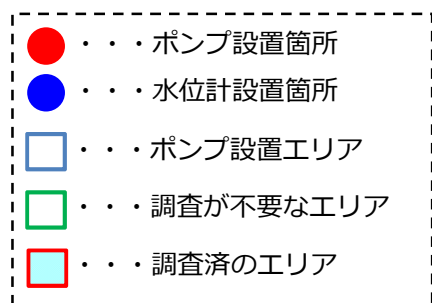 ・・・ポンプ設置箇所
・・・水位計設置箇所
・・・ポンプ設置エリア
・・・調査が不要なエリア
・・・調査済のエリア